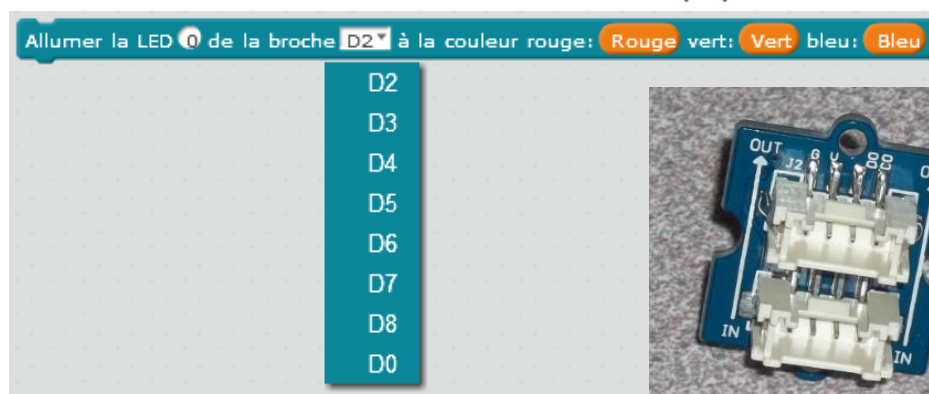 Allumer la LED 0 de la broche D2 à la couleur rouge: Rouge vert: Vert bleu: Bleu
D2
D3
D4
D5
D6
D7
D8
D0
OUT
J2
IN
IN